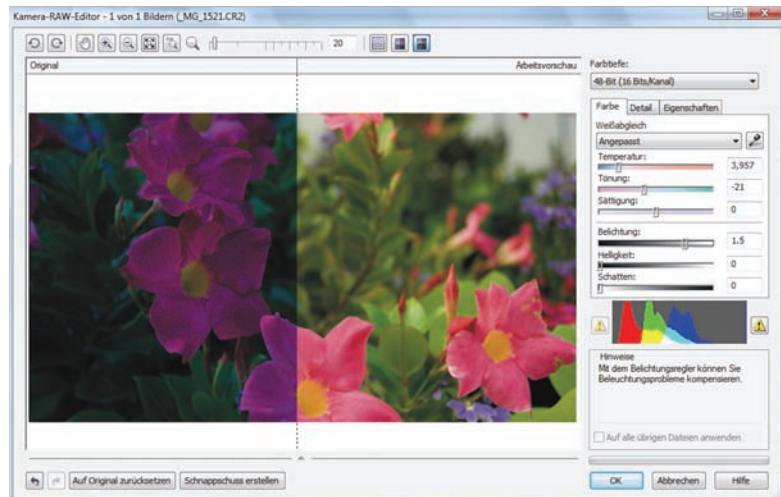 Kamera-RAW-Editor - 1 von 1 Bildern (_MG_1521.CR2)
20
Original
Arbeitsvorschau
Farbtiefe:
48-Bit (16 Bits/Kanal)
Farbe Detail Eigenschaften
Weißabgleich
Angepasst
Temperatur:
3,957
Tönung:
-21
Sättigung:
0
Belichtung:
1.5
Helligkeit:
0
Schatten:
0
Hinweise
Mit dem Belichtungsregler können Sie
Beleuchtungsprobleme kompensieren.
Auf alle übrigen Dateien anwenden
Auf Original zurücksetzen Schnappschuss erstellen
OK Abbrechen Hilfe